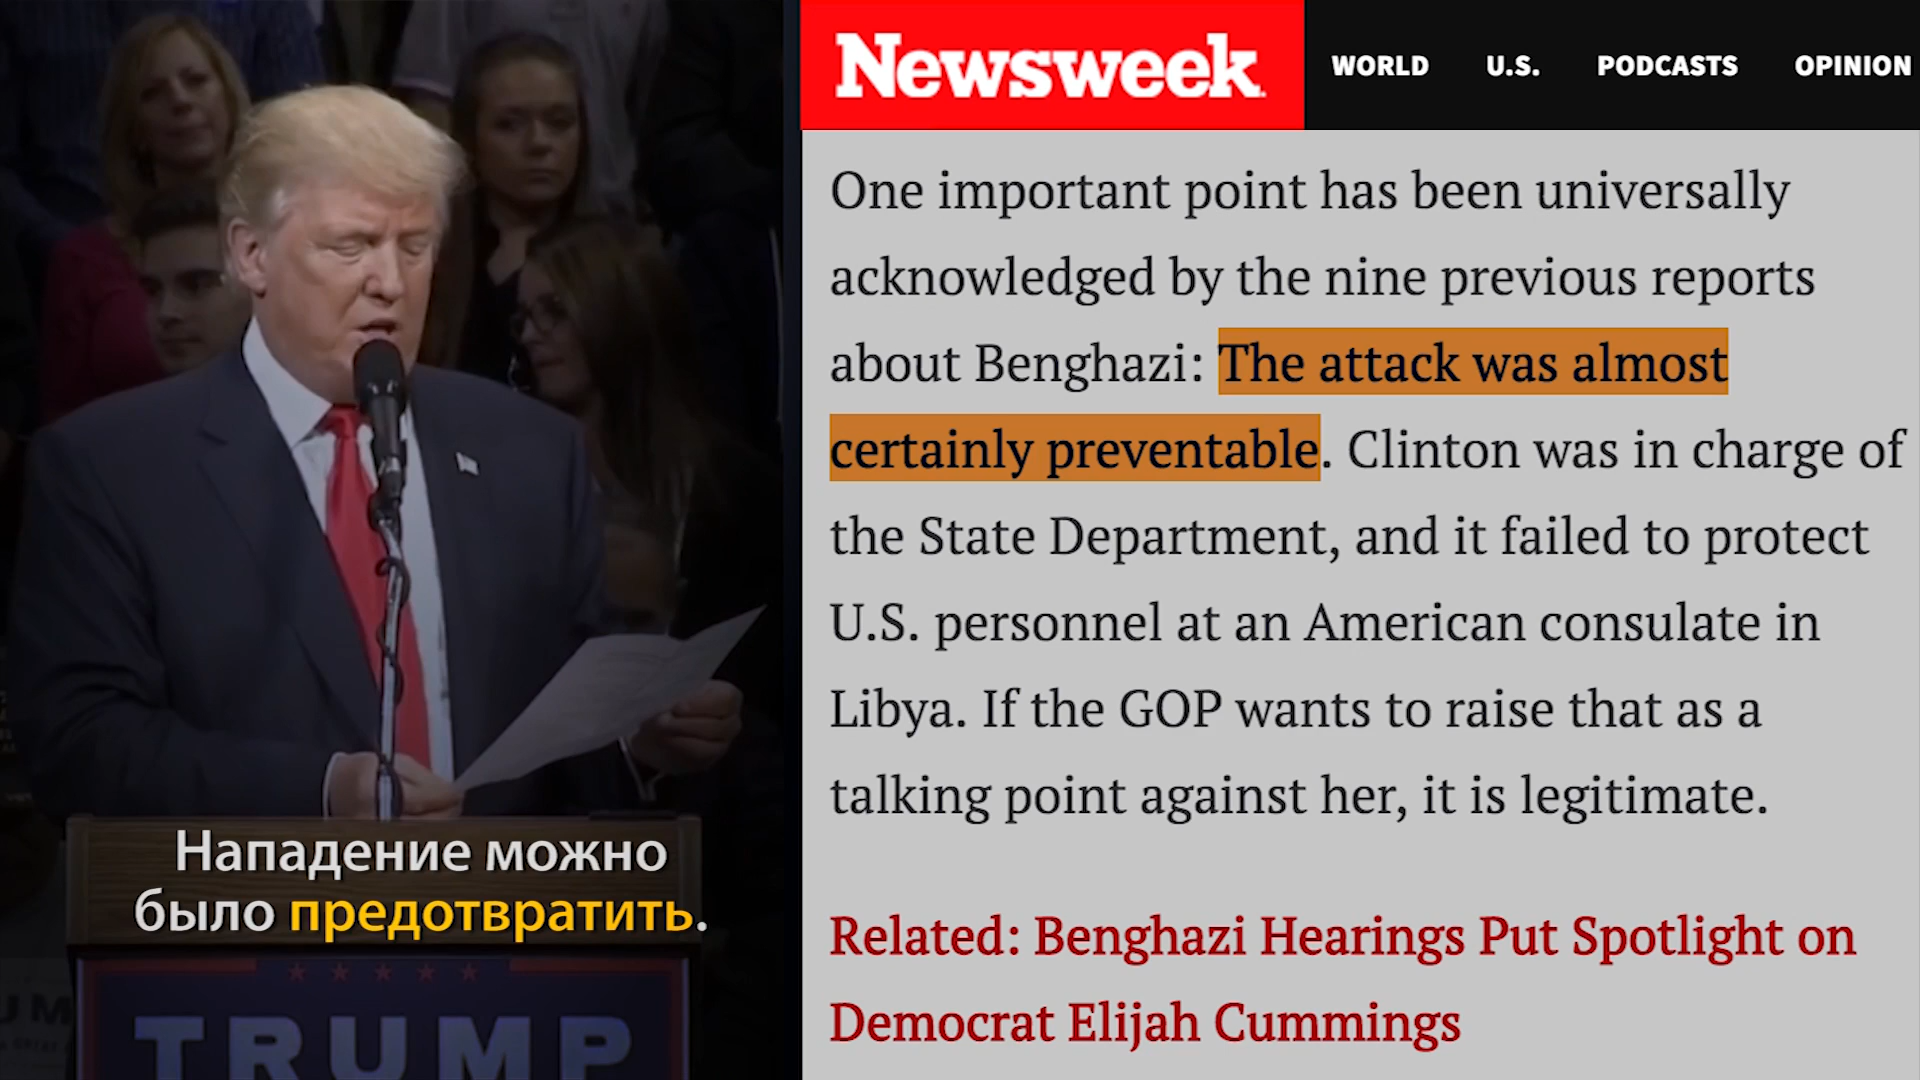 Newsweek
WORLD U.S. PODCASTS OPINION
One important point has been universally
acknowledged by the nine previous reports
about Benghazi: The attack was almost
certainly preventable. Clinton was in charge of
the State Department, and it failed to protect
U.S. personnel at an American consulate in
Libya. If the GOP wants to raise that as a
talking point against her, it is legitimate.
Related: Benghazi Hearings Put Spotlight on
Democrat Elijah Cummings
Нападение можно
было предотвратить.
TRUMP